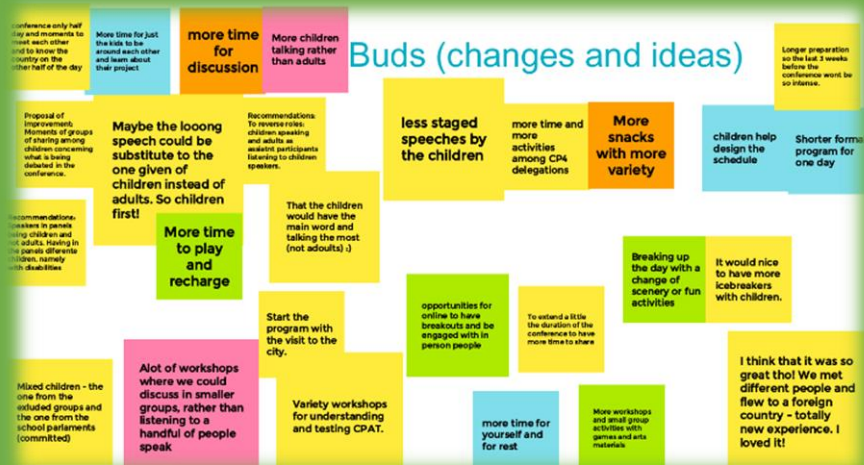 conference only half
day and moments to
meet each other
and to know the
country on the
other half of the day
More time for just
the kids to be
around each other
and learn about
their project
more time
for
discussion
More children
talking rather
than adults
Buds (changes and ideas)
Longer preparation
so the last 3 weeks
before the
conference wont be
so intense.
Proposal of
improvement:
Moments of groups
of sharing among
children concerning
what is being
debated in the
conference.
Maybe the looong
speech could be
substitute to the
one given of
children instead of
adults. So children
first!
Recommendations:
To reverse roles:
children speaking
and adults as
assistnt participants
listening to children
speakers.
less staged
speeches by
the children
more time and
more
activities
among CP4
delegations
More
snacks
with more
variety
children help
design the
schedule
Shorter forma
program for
one day
Recommendations:
Speakers in panels
being children and
not adults. Having in
the panels diferente
children, namely
with disabilities
More time
to play
and
recharge
That the children
would have the
main word and
talking the most
(not adoults) :)
Breaking up
the day with a
change of
scenery or fun
activities
It would nice
to have more
icebreakers
with children.
Start the
program with
the visit to the
city.
opportunities for
online to have
breakouts and be
engaged with in
person people
To extend a little
the duration of the
conference to have
more time to share
Mixed children - the
one from the
exluded groups and
the one from the
school parlaments
(committed)
Alot of workshops
where we could
discuss in smaller
groups, rather than
listening to a
handful of people
speak
Variety workshops
for understanding
and testing CPAT.
more time for
yourself and
for rest
More workshops
and small group
activities with
games and arts
materials
I think that it was so
great tho! We met
different people and
flew to a foreign
country - totally
new experience. I
loved it!